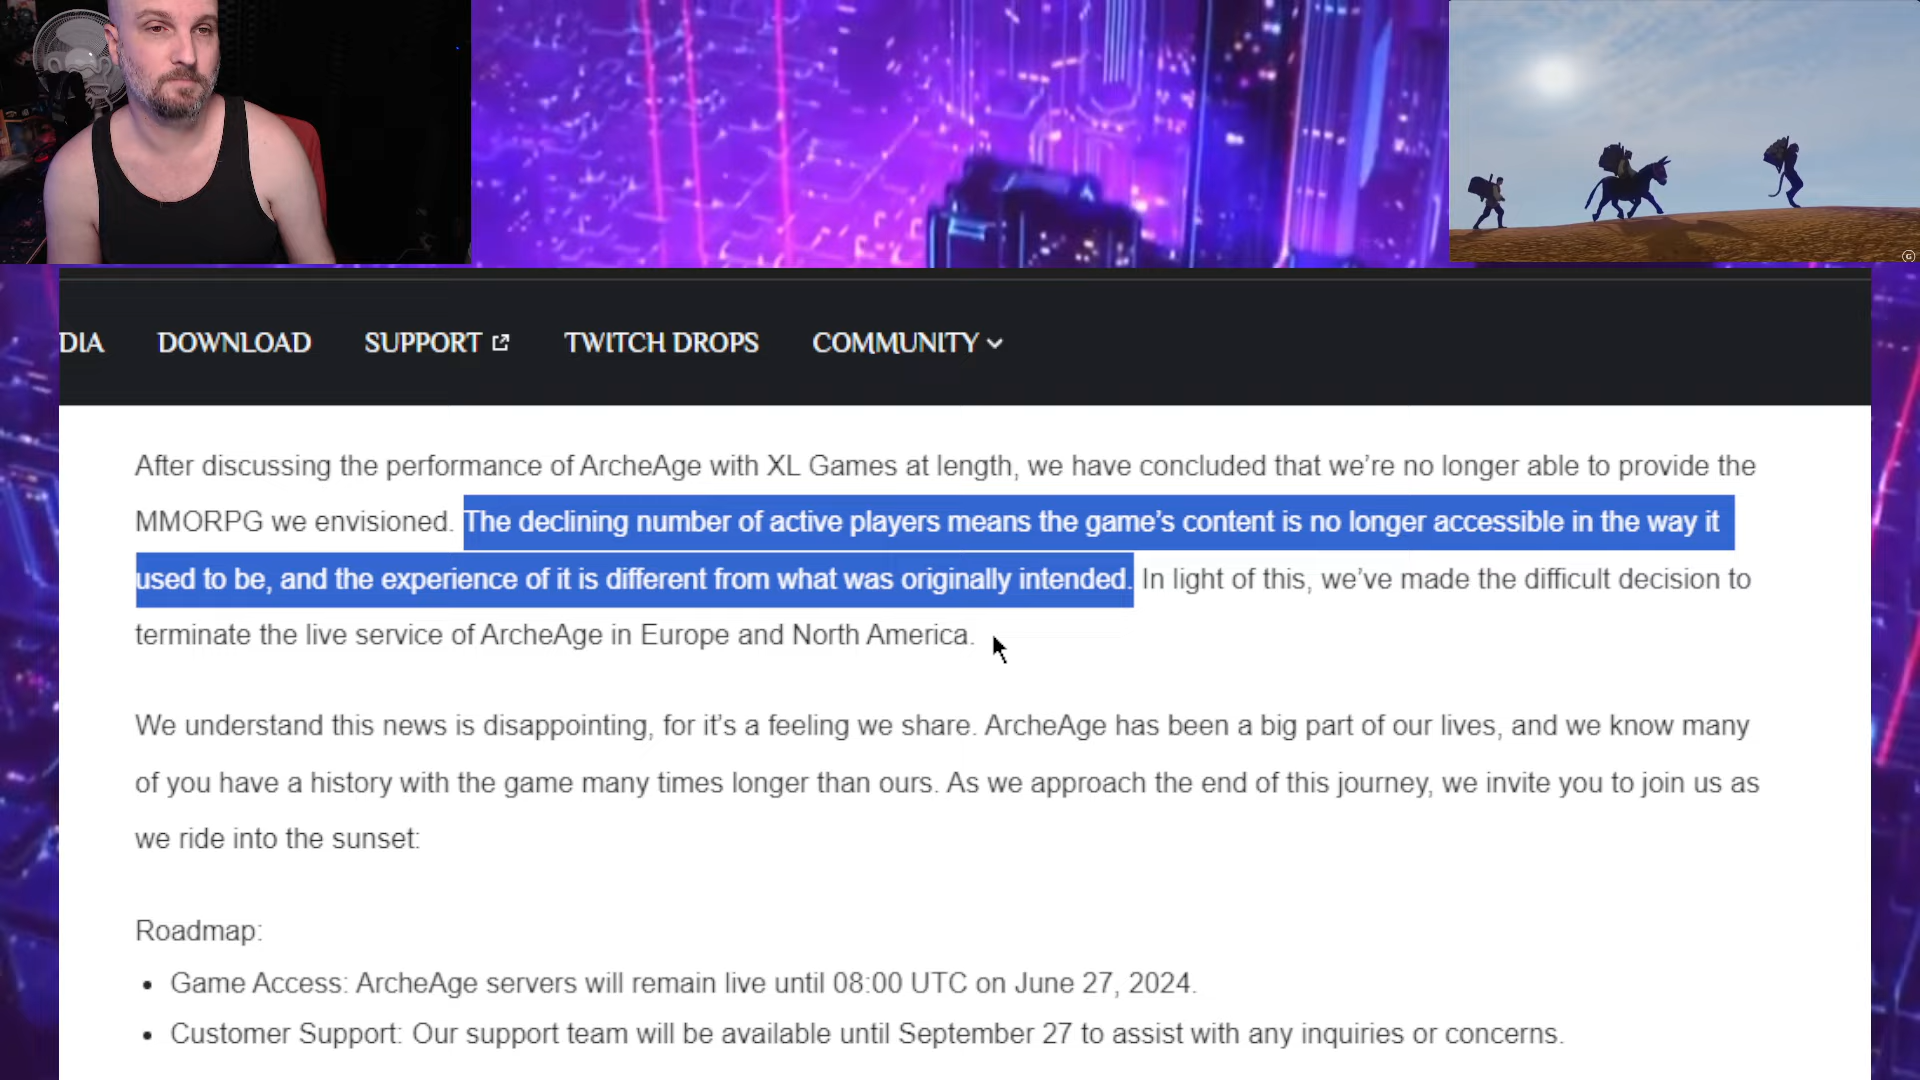 DIA DOWNLOAD SUPPORT TWITCH DROPS COMMUNITY
After discussing the performance of ArcheAge with XL Games at length, we have concluded that we’re no longer able to provide the
MMORPG we envisioned. The declining number of active players means the game’s content is no longer accessible in the way it
used to be, and the experience of it is different from what was originally intended. In light of this, we’ve made the difficult decision to
terminate the live service of ArcheAge in Europe and North America.
We understand this news is disappointing, for it’s a feeling we share. ArcheAge has been a big part of our lives, and we know many
of you have a history with the game many times longer than ours. As we approach the end of this journey, we invite you to join us as
we ride into the sunset:
Roadmap:
• Game Access: ArcheAge servers will remain live until 08:00 UTC on June 27, 2024.
• Customer Support: Our support team will be available until September 27 to assist with any inquiries or concerns.